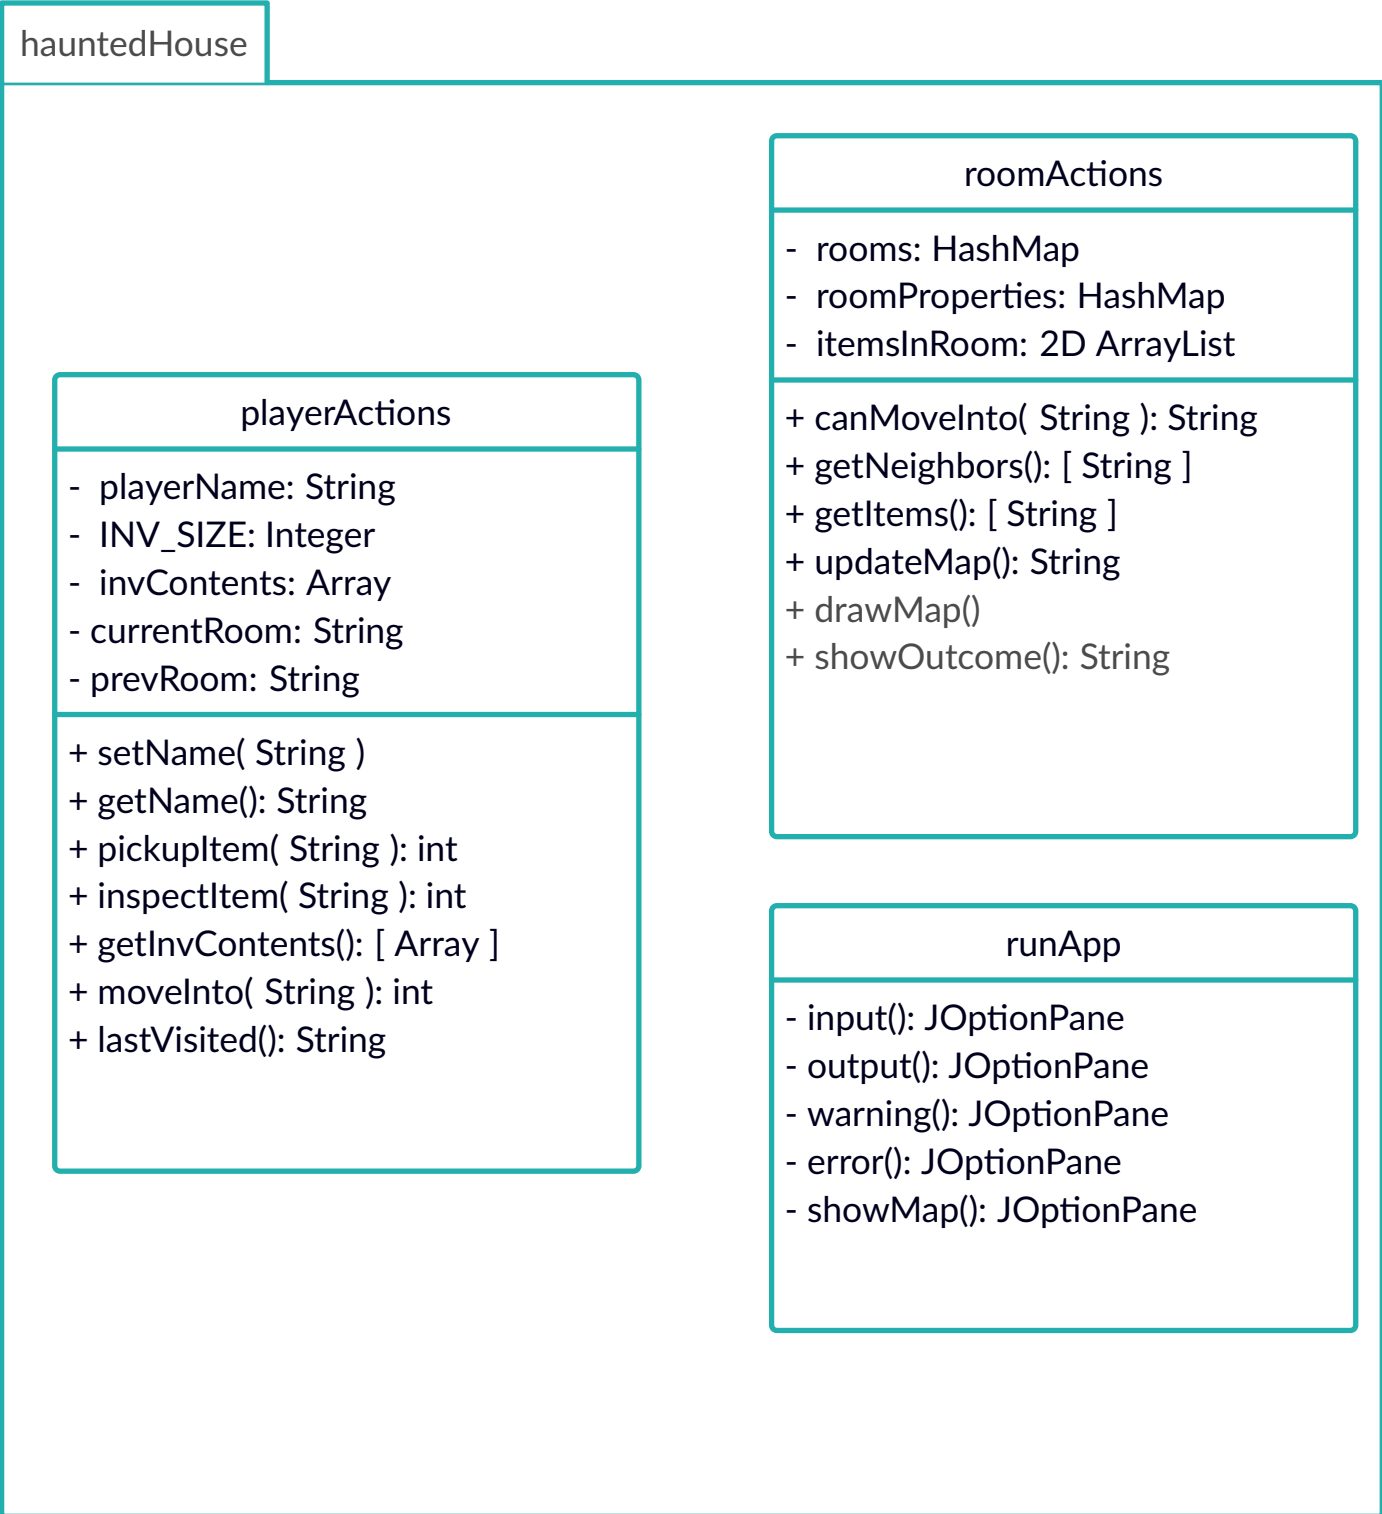 hauntedHouse
roomActions
- rooms: HashMap
- roomProperties: HashMap
- itemsInRoom: 2D ArrayList
+ canMoveInto( String ): String
+ getNeighbors(): [ String ]
+ getItems(): [ String ]
+ updateMap(): String
+ drawMap()
+ showOutcome(): String
playerActions
- playerName: String
- INV_SIZE: Integer
- invContents: Array
- currentRoom: String
- prevRoom: String
+ setName( String )
+ getName(): String
+ pickupItem( String ): int
+ inspectItem( String ): int
+ getInvContents(): [ Array ]
+ moveInto( String ): int
+ lastVisited(): String
runApp
- input(): JOptionPane
- output(): JOptionPane
- warning(): JOptionPane
- error(): JOptionPane
- showMap(): JOptionPane